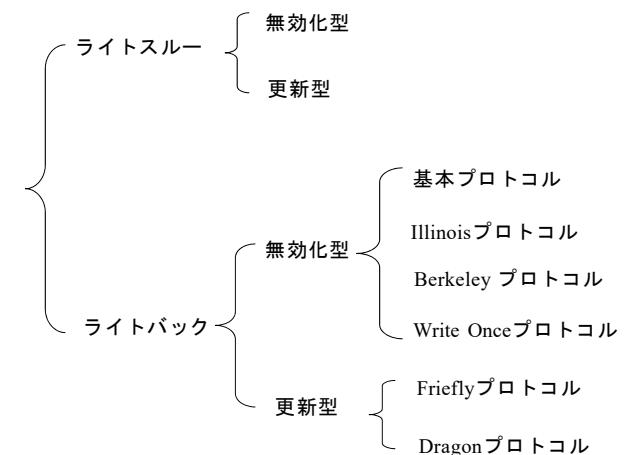 ライトスルー
無効化型
更新型
ライトバック
無効化型
基本プロトコル
Illinoisプロトコル
Berkeley プロトコル
Write Onceプロトコル
更新型
Frieflyプロトコル
Dragonプロトコル